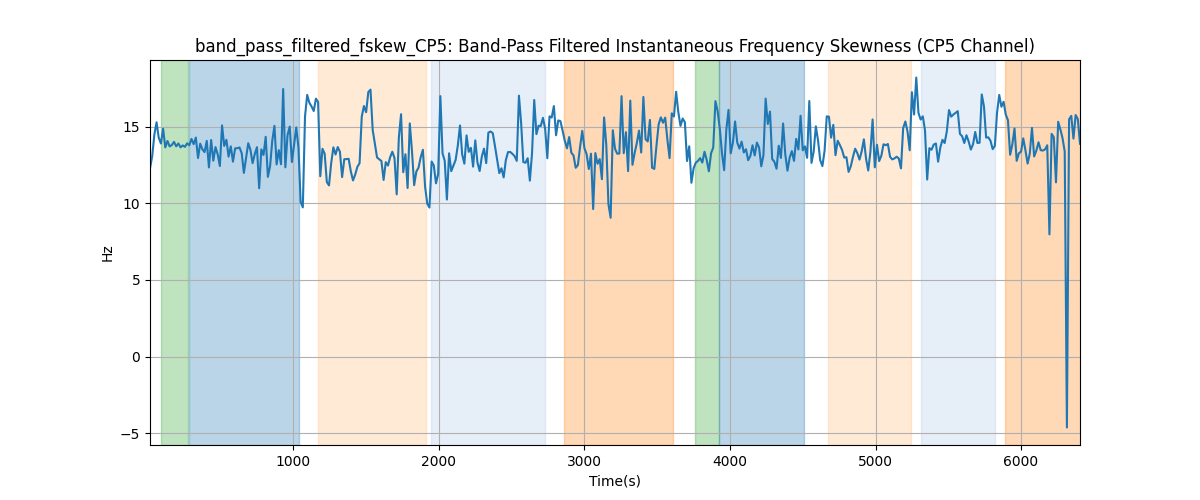 band_pass_filtered_fskew_CP5: Band-Pass Filtered Instantaneous Frequency Skewness (CP5 Channel)
15
10
5
0
−5
Hz
1000 2000 3000 4000 5000 6000
Time(s)